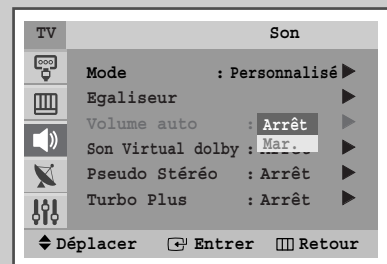 TV Son
Mode : Personnalisé
Egaliseur
Volume auto : Arrêt
Mar.
Son Virtual dolby :
Pseudo Stéréo : Arrêt
Turbo Plus : Arrêt
Déplacer Entrer Retour